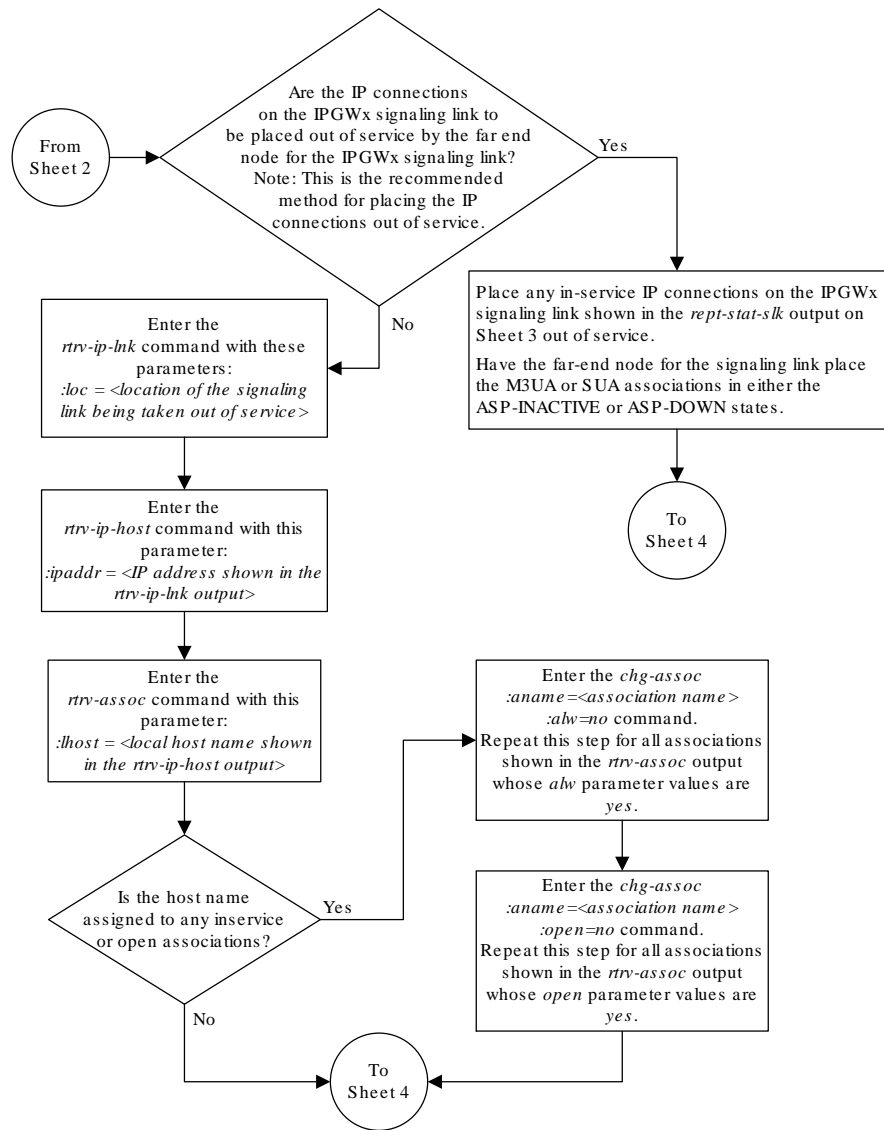 From
Sheet 2
Are the IP connections
on the IPGWx signaling link to
be placed out of service by the far end
node for the IPGWx signaling link?
Note: This is the recommended
method for placing the IP
connections out of service.
Yes
No
Place any in-service IP connections on the IPGWx
signaling link shown in the rept-stat-slk output on
Sheet 3 out of service.
Have the far-end node for the signaling link place
the M3UA or SUA associations in either the
ASP-INACTIVE or ASP-DOWN states.
To
Sheet 4
Enter the
rtrv-ip-lnk command with these
parameters:
:loc = <location of the signaling
link being taken out of service>
Enter the
rtrv-ip-host command with this
parameter:
:ipaddr = <IP address shown in the
rtrv-ip-lnk output>
Enter the
rtrv-assoc command with this
parameter:
:lhost = <local host name shown
in the rtrv-ip-host output>
Is the host name
assigned to any inservice
or open associations?
Yes
No
Enter the chg-assoc
:aname=<association name>
:alw=no command.
Repeat this step for all associations
shown in the rtrv-assoc output
whose alw parameter values are
yes.
Enter the chg-assoc
:aname=<association name>
:open=no command.
Repeat this step for all associations
shown in the rtrv-assoc output
whose open parameter values are
yes.
To
Sheet 4